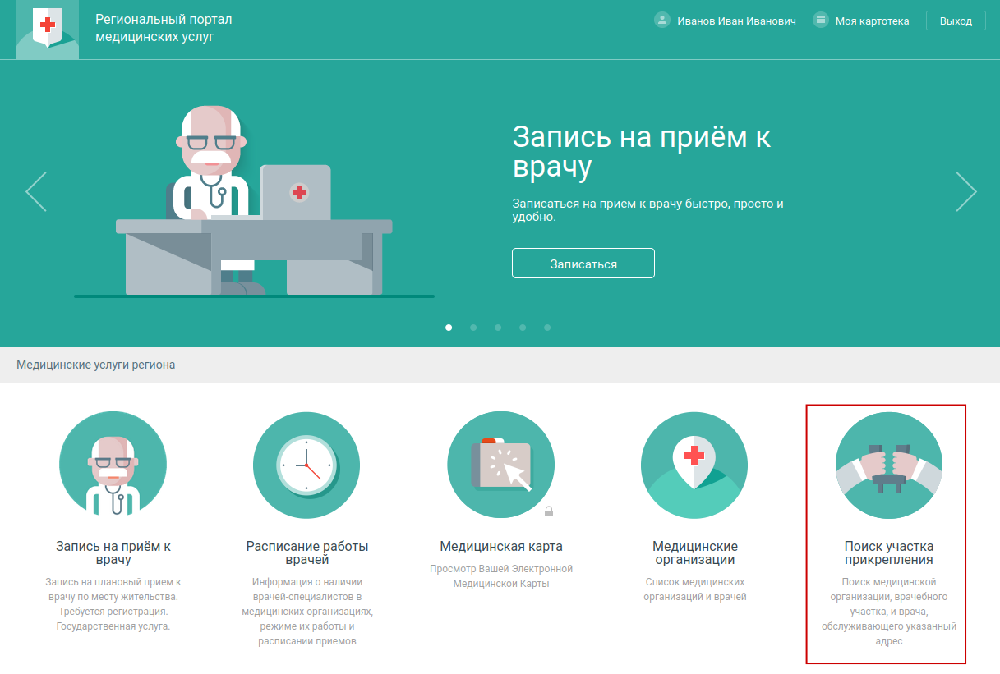 Региональный портал
медицинских услуг
Иванов Иван Иванович
Моя картотека
Выход
Запись на приём к
врачу
Записаться на прием к врачу быстро, просто и
удобно.
Записаться
Медицинские услуги региона
Запись на приём к
врачу
Запись на плановый прием к
врачу по месту жительства.
Требуется регистрация.
Государственная услуга.
Расписание работы
врачей
Информация о наличии
врачей-специалистов в
медицинских организациях,
режиме их работы и
расписании приемов
Медицинская карта
Просмотр Вашей Электронной
Медицинской Карты
Медицинские
организации
Список медицинских
организаций и врачей
Поиск участка
прикрепления
Поиск медицинской
организации, врачебного
участка, и врача,
обслуживающего указанный
адрес